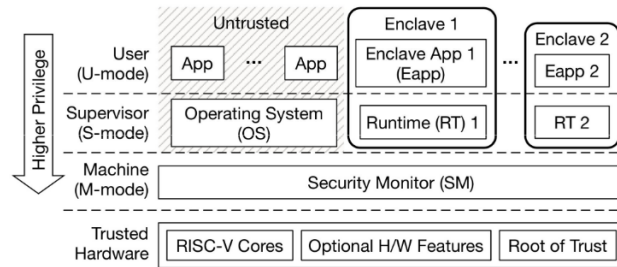 Higher Privilege
Untrusted
Enclave 1
Enclave 2
User
(U-mode)
App
...
App
Enclave App 1
(Eapp)
...
Eapp 2
Supervisor
(S-mode)
Operating System
(OS)
Runtime (RT) 1
RT 2
Machine
(M-mode)
Security Monitor (SM)
Trusted
Hardware
RISC-V Cores
Optional H/W Features
Root of Trust